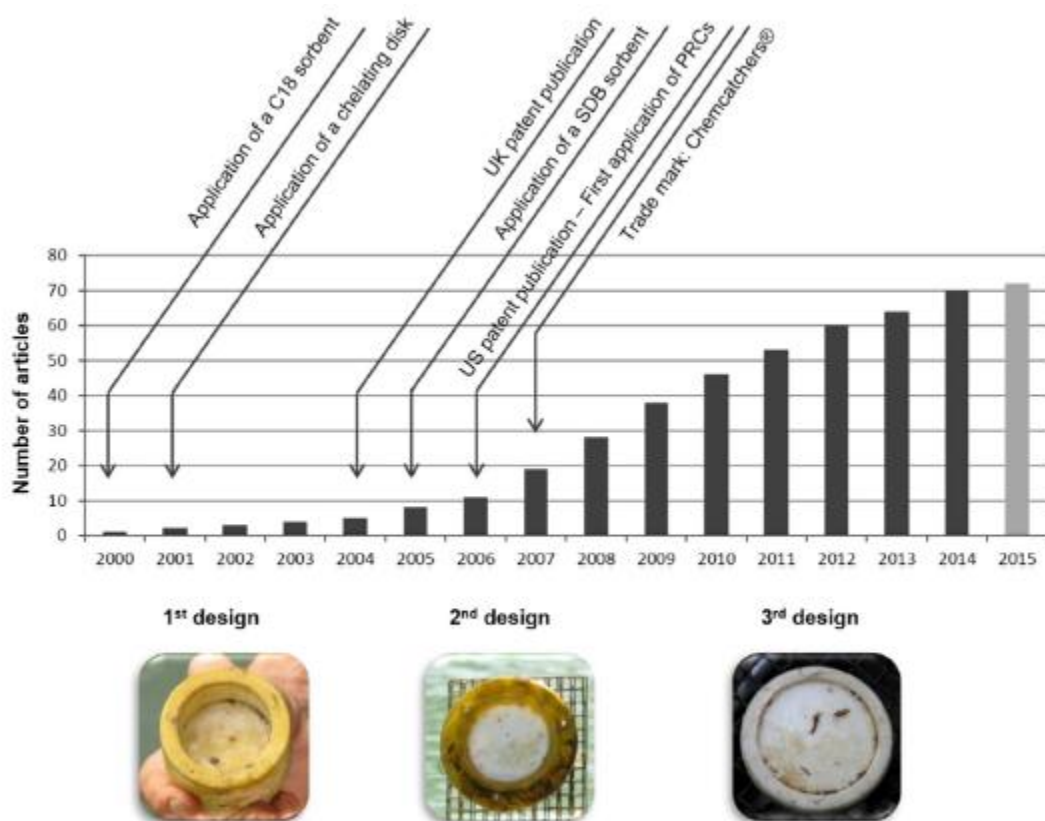 Application of a C18 sorbent
Application of a chelating disk
UK patent publication
Application of a SDB sorbent
US patent publication – First application of PRCs
Trade mark: Chemcatchers®
Number of articles
80
70
60
50
40
30
20
10
0
2000 2001 2002 2003 2004 2005 2006 2007 2008 2009 2010 2011 2012 2013 2014 2015
1st design 2nd design 3rd design